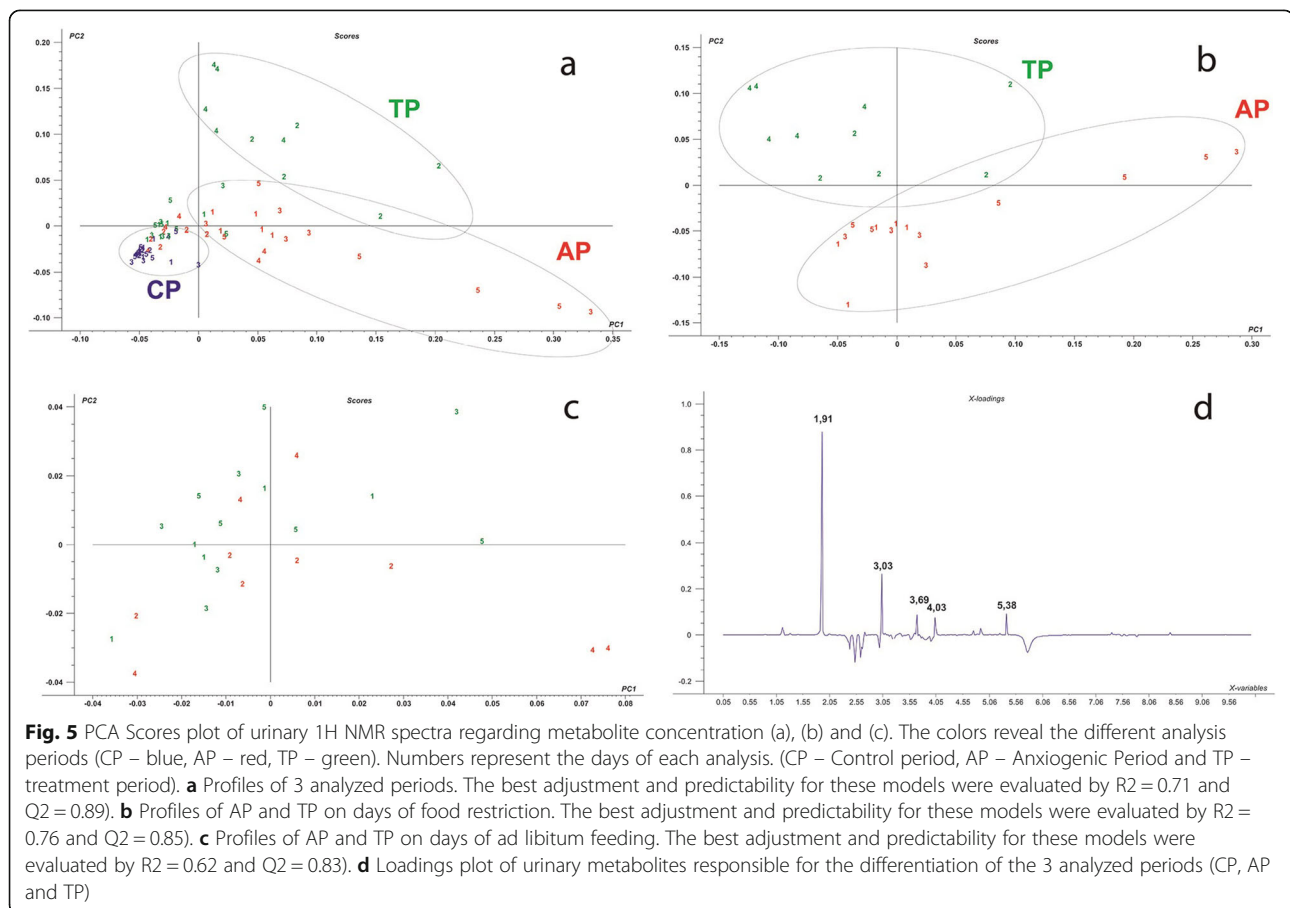 PC2 Scores a
0.20
0.15
0.10
0.05
0
-0.05
-0.10
TP
AP
CP
PC1
-0.10 -0.05 0 0.05 0.10 0.15 0.20 0.25 0.30 0.35
PC2 Scores b
0.15
0.10
0.05
0
-0.05
-0.10
-0.15
TP
AP
PC1
-0.15 -0.10 -0.05 0 0.05 0.10 0.15 0.20 0.25 0.30
PC2 Scores c
0.04
0.02
0
-0.02
-0.04
PC1
-0.04 -0.03 -0.02 -0.01 0 0.01 0.02 0.03 0.04 0.05 0.06 0.07 0.08
X-loadings d
1.0
0.8
0.6
0.4
0.2
0
-0.2
1,91
3,03
3,69
4,03
5,38
X-variables
0.05 0.55 1.05 1.55 2.05 2.55 3.05 3.55 4.05 4.56 5.06 5.56 6.06 6.56 7.06 7.56 8.06 8.56 9.06 9.56
Fig. 5 PCA Scores plot of urinary 1H NMR spectra regarding metabolite concentration (a), (b) and (c). The colors reveal the different analysis
periods (CP – blue, AP – red, TP – green). Numbers represent the days of each analysis. (CP – Control period, AP – Anxiogenic Period and TP –
treatment period). a Profiles of 3 analyzed periods. The best adjustment and predictability for these models were evaluated by R2 = 0.71 and
Q2 = 0.89). b Profiles of AP and TP on days of food restriction. The best adjustment and predictability for these models were evaluated by R2 =
0.76 and Q2 = 0.85). c Profiles of AP and TP on days of ad libitum feeding. The best adjustment and predictability for these models were
evaluated by R2 = 0.62 and Q2 = 0.83). d Loadings plot of urinary metabolites responsible for the differentiation of the 3 analyzed periods (CP, AP
and TP)